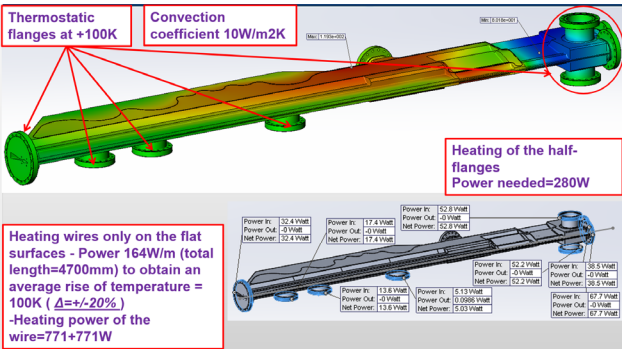 Thermostatic
flanges at +100K
Convection
coefficient 10W/m2K
Max: 1.193e+002
Min: 8.018e+001
Heating of the half-
flanges
Power needed=280W
Heating wires only on the flat
surfaces - Power 164W/m (total
length=4700mm) to obtain an
average rise of temperature =
100K ( Δ=+/-20% )
-Heating power of the
wire=771+771W
Power In: 32.4 Watt
Power Out: -0 Watt
Net Power: 32.4 Watt
Power In: 17.4 Watt
Power Out: -0 Watt
Net Power: 17.4 Watt
Power In: 52.8 Watt
Power Out: -0 Watt
Net Power: 52.8 Watt
Power In: 13.6 Watt
Power Out: -0 Watt
Net Power: 13.6 Watt
Power In: 5.13 Watt
Power Out: 0.0986 Watt
Net Power: 5.03 Watt
Power In: 52.2 Watt
Power Out: -0 Watt
Net Power: 52.2 Watt
Power In: 38.5 Watt
Power Out: -0 Watt
Net Power: 38.5 Watt
Power In: 67.7 Watt
Power Out: -0 Watt
Net Power: 67.7 Watt